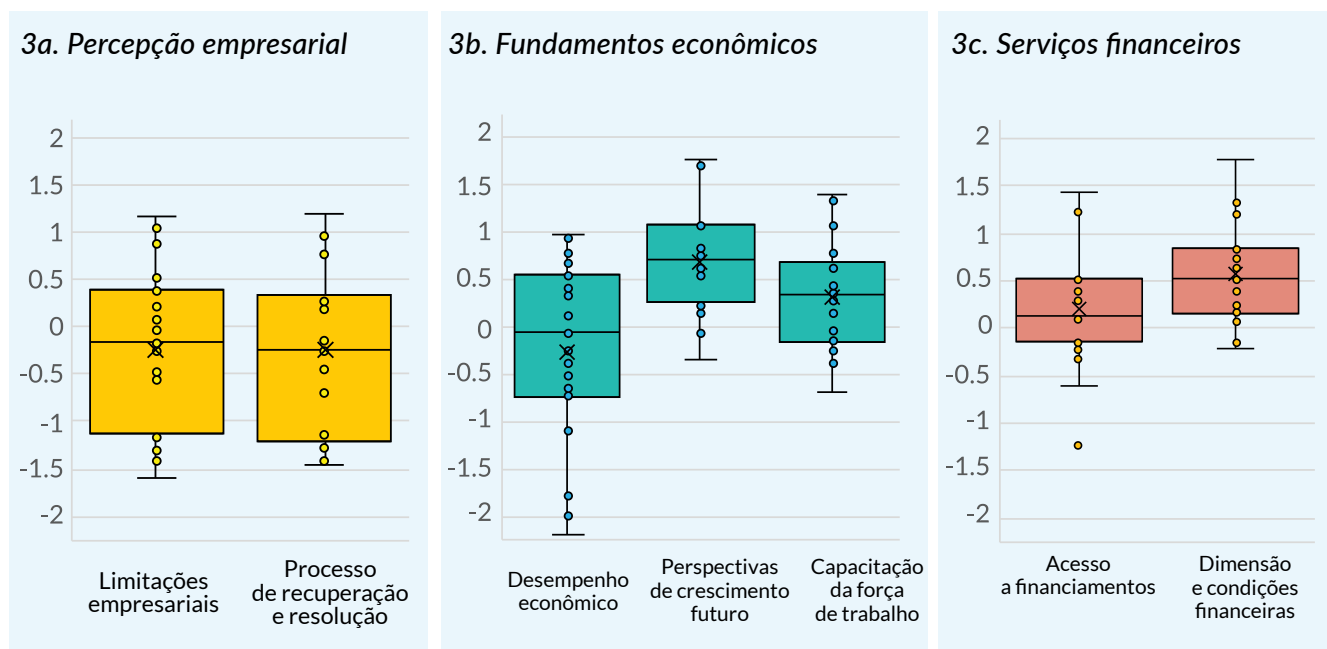 3a. Percepção empresarial
2
1.5
1
0.5
0
-0.5
-1
-1.5
-2
Limitações
empresariais
Processo
de recuperação
e resolução
3b. Fundamentos econômicos
2
1.5
1
0.5
0
-0.5
-1
-1.5
-2
Desempenho
econômico
Perspectivas
de crescimento
futuro
Capacitação
da força
de trabalho
3c. Serviços financeiros
2
1.5
1
0.5
0
-0.5
-1
-1.5
-2
Acesso
a financiamentos
Dimensão
e condições
financeiras